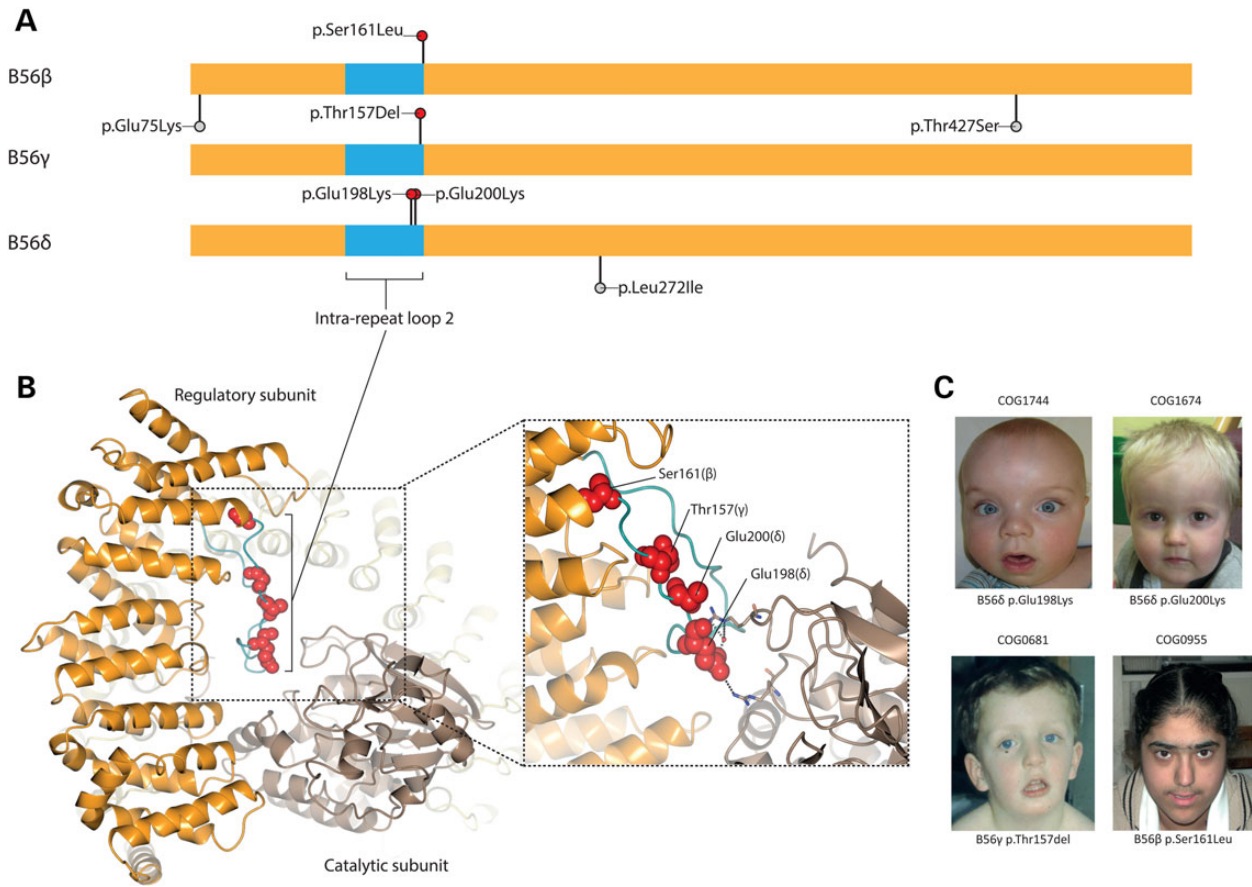 A
p.Ser161Leu
B56β
p.Glu75Lys
p.Thr157Del
p.Thr427Ser
B56γ
p.Glu198Lys
p.Glu200Lys
B56δ
p.Leu272Ile
Intra-repeat loop 2
B
Regulatory subunit
Ser161(β)
Thr157(γ)
Glu200(δ)
Glu198(δ)
Catalytic subunit
C
COG1744
COG1674
B56δ p.Glu198Lys
B56δ p.Glu200Lys
COG0681
COG0955
B56γ p.Thr157del
B56β p.Ser161Leu